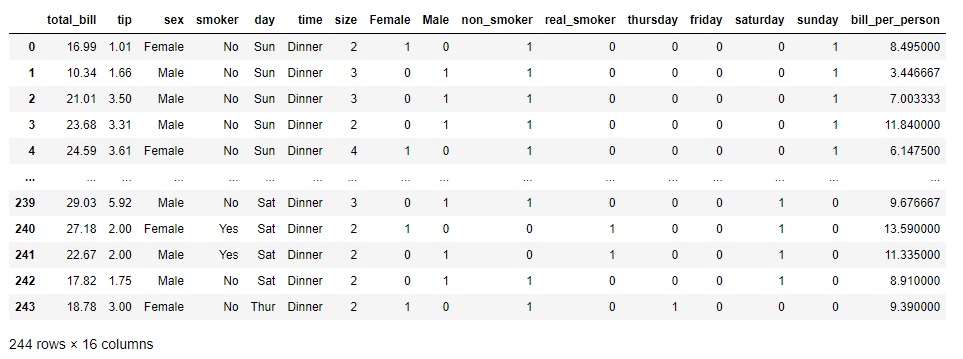 total_bill tip sex smoker day time size Female Male non_smoker real_smoker thursday friday saturday sunday bill_per_person
0 16.99 1.01 Female No Sun Dinner 2 1 0 1 0 0 0 0 1 8.495000
1 10.34 1.66 Male No Sun Dinner 3 0 1 1 0 0 0 0 1 3.446667
2 21.01 3.50 Male No Sun Dinner 3 0 1 1 0 0 0 0 1 7.003333
3 23.68 3.31 Male No Sun Dinner 2 0 1 1 0 0 0 0 1 11.840000
4 24.59 3.61 Female No Sun Dinner 4 1 0 1 0 0 0 0 1 6.147500
... ... ... ... ... ... ... ... ... ... ... ... ... ... ... ... ...
239 29.03 5.92 Male No Sat Dinner 3 0 1 1 0 0 0 1 0 9.676667
240 27.18 2.00 Female Yes Sat Dinner 2 1 0 0 1 0 0 1 0 13.590000
241 22.67 2.00 Male Yes Sat Dinner 2 0 1 0 1 0 0 1 0 11.335000
242 17.82 1.75 Male No Sat Dinner 2 0 1 1 0 0 0 1 0 8.910000
243 18.78 3.00 Female No Thur Dinner 2 1 0 1 0 1 0 0 0 9.390000
244 rows × 16 columns